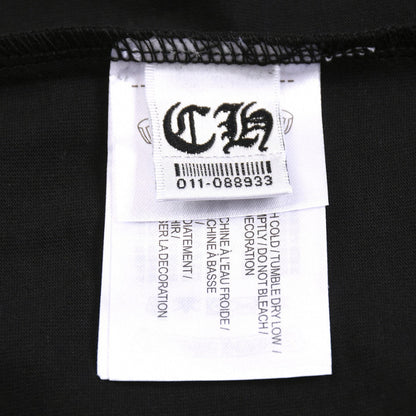 CH
011-088933
H COLD / TUMBLE DRY LOW /
MPTLY / DO NOT BLEACH /
DECORATION
CHINE À L'EAU FROIDE /
CHINE À BASSE
DIATEMENT /
HIR /
SER LA DECORATION